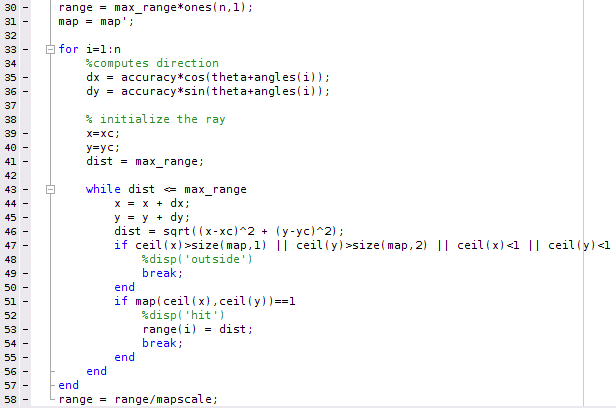 30 - range = max_range*ones(n,1);
31 - map = map';
32
33 - for i=1:n
34 %computes direction
35 - dx = accuracy*cos(theta+angles(i));
36 - dy = accuracy*sin(theta+angles(i));
37
38 % initialize the ray
39 - x=xc;
40 - y=yc;
41 - dist = max_range;
42
43 - while dist <= max_range
44 - x = x + dx;
45 - y = y + dy;
46 - dist = sqrt((x-xc)^2 + (y-yc)^2);
47 - if ceil(x)>size(map,1) || ceil(y)>size(map,2) || ceil(x)<1 || ceil(y)<1
48 %disp('outside')
49 - break;
50 - end
51 - if map(ceil(x),ceil(y))==1
52 %disp('hit')
53 - range(i) = dist;
54 - break;
55 - end
56 - end
57 - end
58 - range = range/mapscale;